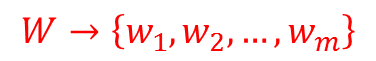 W → {w₁, w₂, …, wₘ}